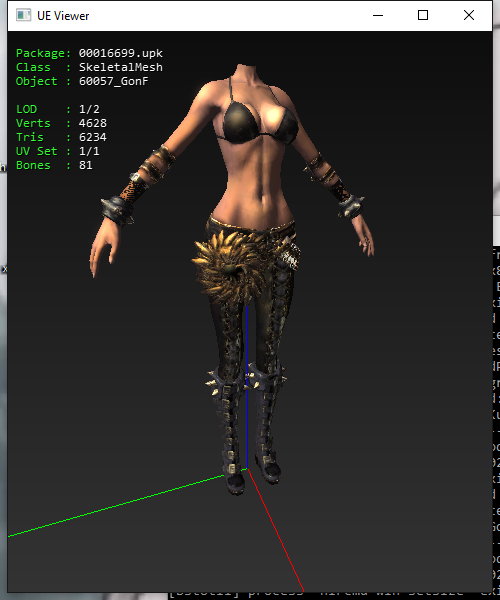 UE Viewer
Package: 00016699.upk
Class : SkeletalMesh
Object : 60057_GonF
LOD : 1/2
Verts : 4628
Tris : 6234
UV Set : 1/1
Bones : 81